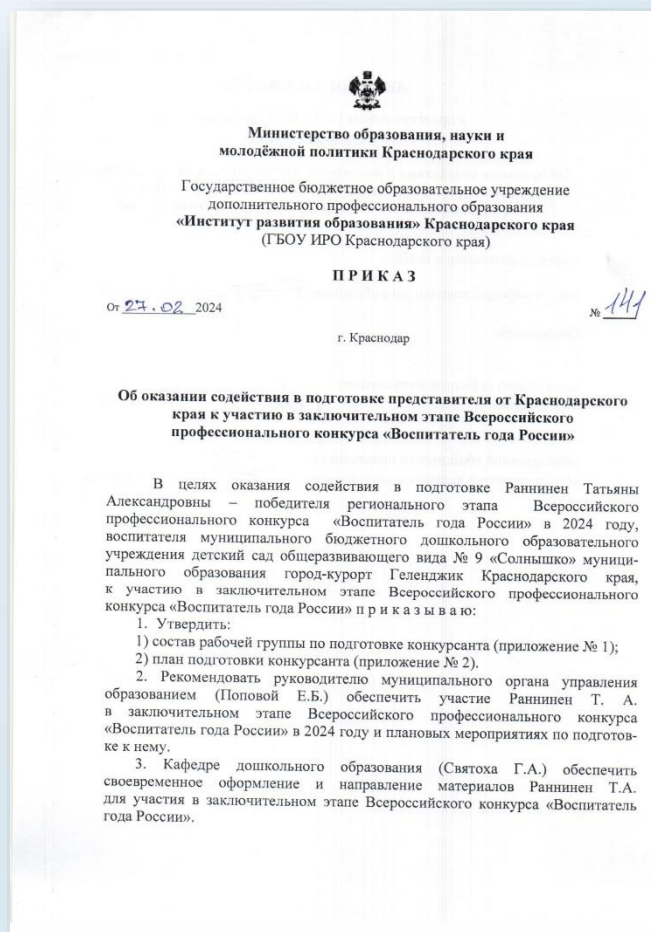 Министерство образования, науки и
молодёжной политики Краснодарского края
Государственное бюджетное образовательное учреждение
дополнительного профессионального образования
«Институт развития образования» Краснодарского края
(ГБОУ ИРО Краснодарского края)
П Р И К А З
От 27.02 2024
№ 141
г. Краснодар
Об оказании содействия в подготовке представителя от Краснодарского
края к участию в заключительном этапе Всероссийского
профессионального конкурса «Воспитатель года России»
В целях оказания содействия в подготовке Раннинен Татьяны
Александровны – победителя регионального этапа Всероссийского
профессионального конкурса «Воспитатель года России» в 2024 году,
воспитателя муниципального бюджетного дошкольного образовательного
учреждения детский сад общеразвивающего вида № 9 «Солнышко» муници-
пального образования город-курорт Геленджик Краснодарского края,
к участию в заключительном этапе Всероссийского профессионального
конкурса «Воспитатель года России» п р и к а з ы в а ю:
1. Утвердить:
1) состав рабочей группы по подготовке конкурсанта (приложение № 1);
2) план подготовки конкурсанта (приложение № 2).
2. Рекомендовать руководителю муниципального органа управления
образованием (Поповой Е.Б.) обеспечить участие Раннинен Т. А.
в заключительном этапе Всероссийского профессионального конкурса
«Воспитатель года России» в 2024 году и плановых мероприятиях по подготов-
ке к нему.
3. Кафедре дошкольного образования (Святоха Г.А.) обеспечить
своевременное оформление и направление материалов Раннинен Т.А.
для участия в заключительном этапе Всероссийского конкурса «Воспитатель
года России».